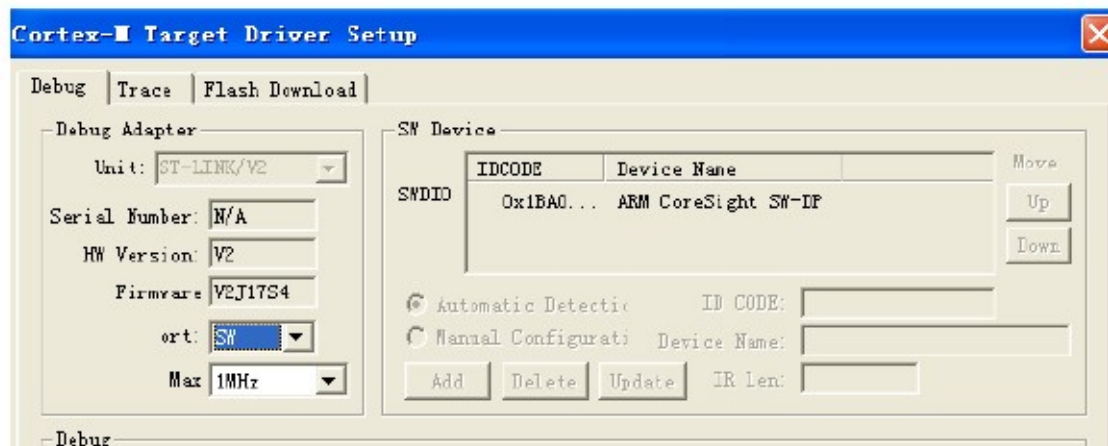 Cortex-M Target Driver Setup
Debug Trace Flash Download
Debug Adapter
Unit: ST-LINK/V2
Serial Number: N/A
HW Version: V2
Firmware V2J17S4
ort: SW
Max 1MHz
SW Device
SWDIO
IDCODE Device Name
0x1BA0... ARM CoreSight SW-DP
Move
Up
Down
Automatic Detectic
Manual Configurati
ID CODE:
Device Name:
Add Delete Update IR Len:
Debug